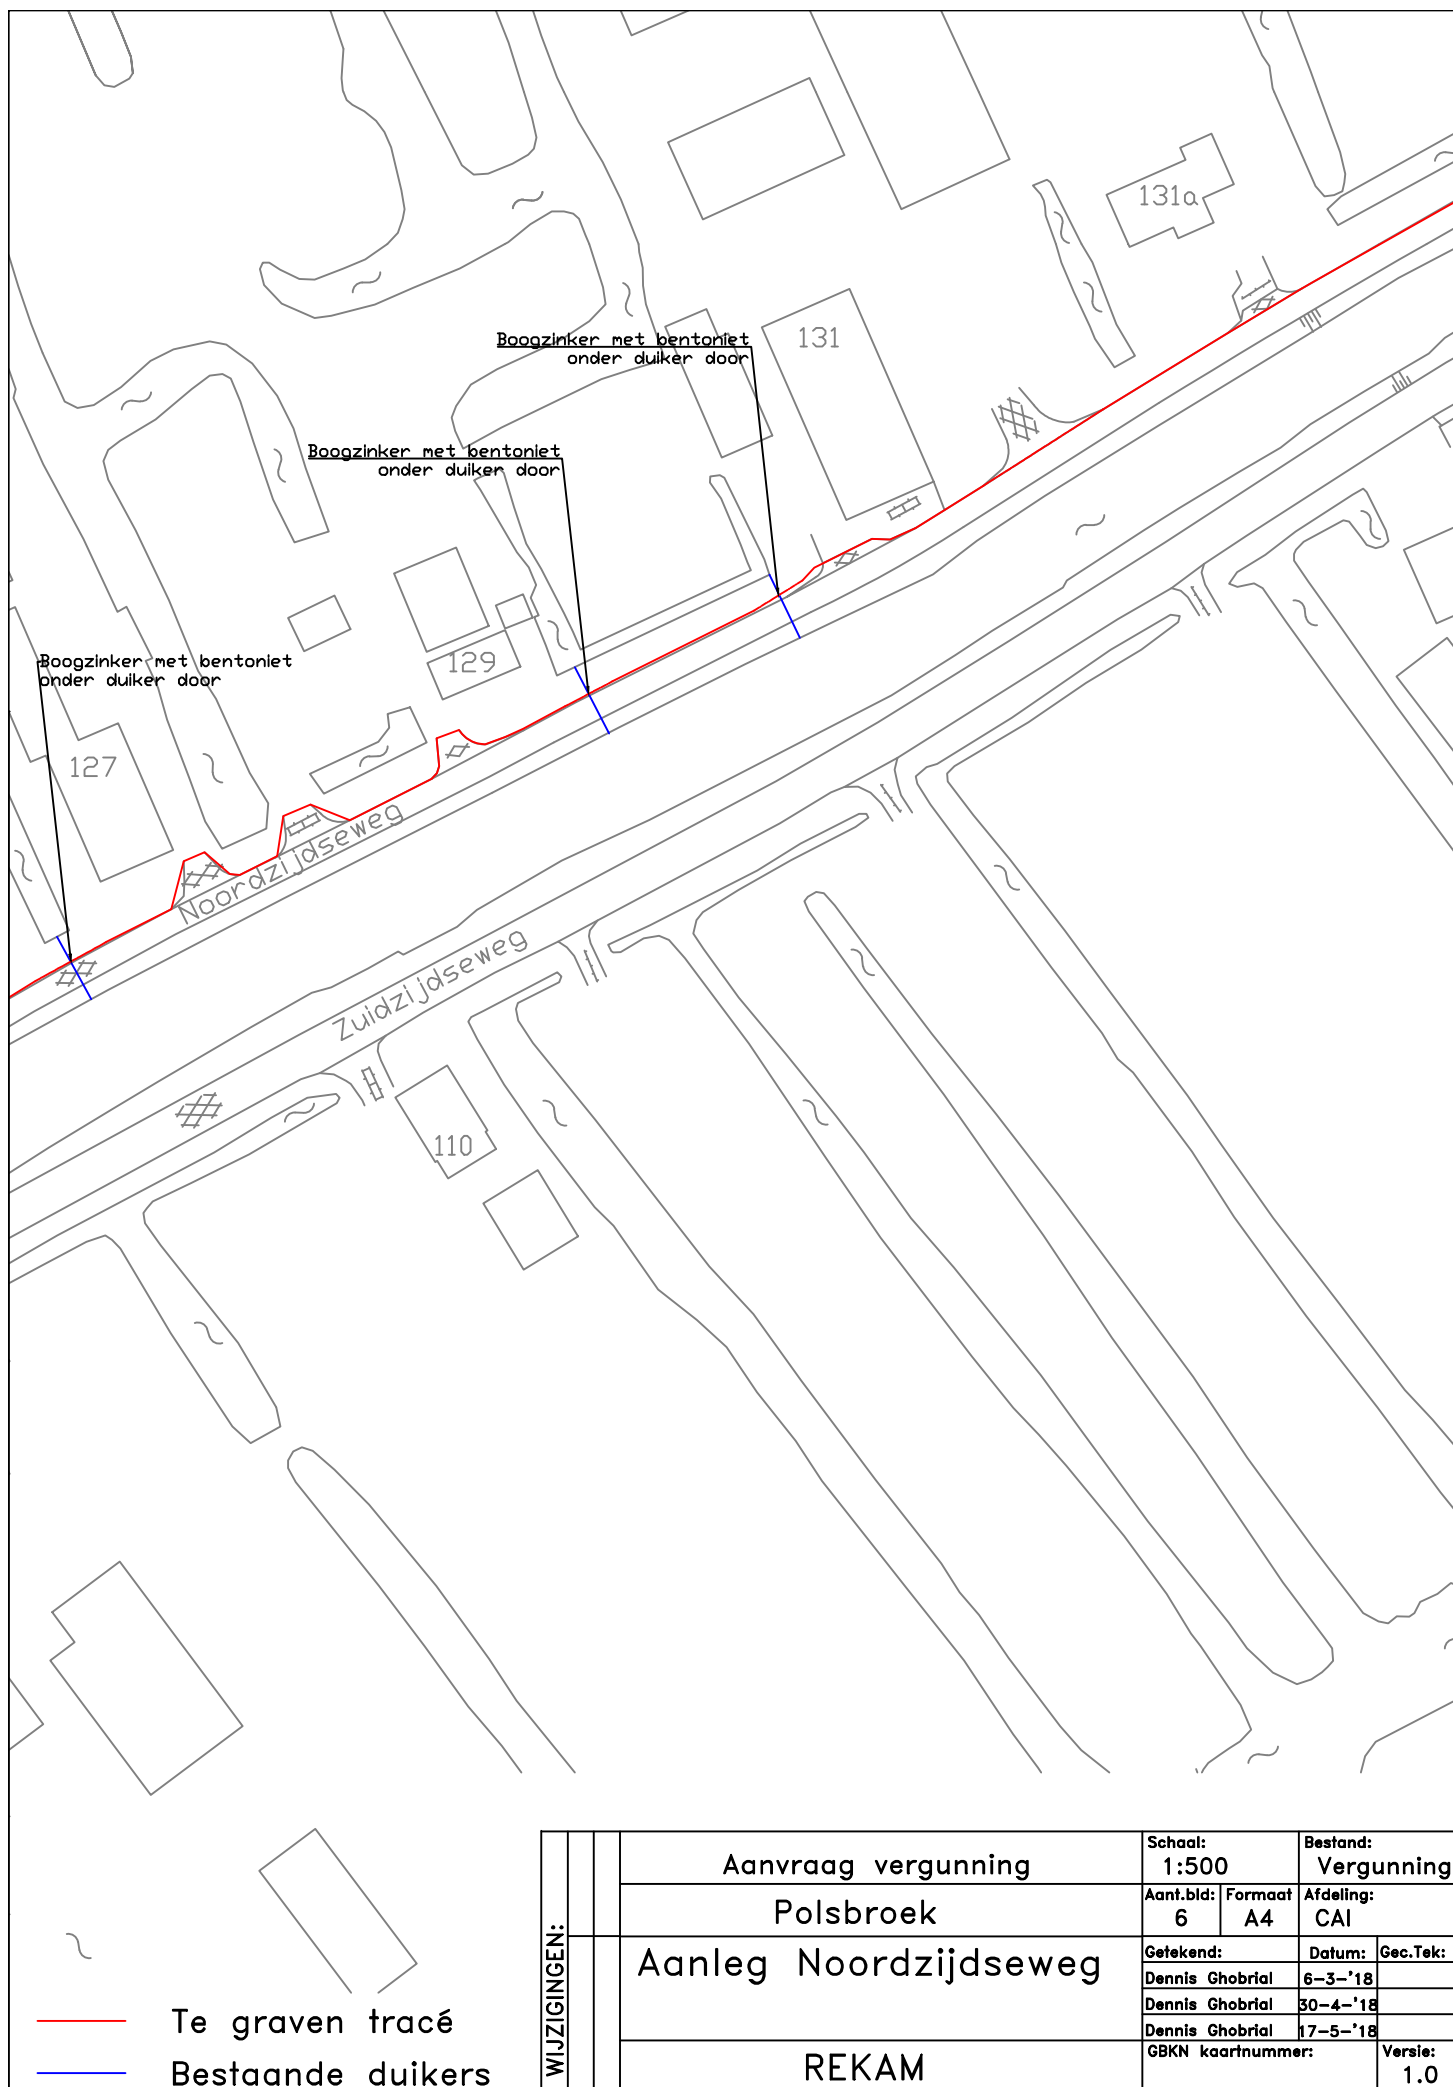 131a
131
Boogzinker met bentoniet
onder duiker door
Boogzinker met bentoniet
onder duiker door
129
Boogzinker met bentoniet
onder duiker door
127
Noordzijdseweg
Zuidzijdseweg
110
Te graven tracé
Bestaande duikers
WIJZIGINGEN:
Aanvraag vergunning
Polsbroek
Aanleg Noordzijdseweg
REKAM
Schaal:
1:500
Bestand:
Vergunning
Aant.bld:
6
Formaat
A4
Afdeling:
CAI
Getekend: Datum: Gec.Tek:
Dennis Ghobrial 6-3-'18
Dennis Ghobrial 30-4-'18
Dennis Ghobrial 17-5-'18
GBKN kaartnummer:
Versie:
1.0